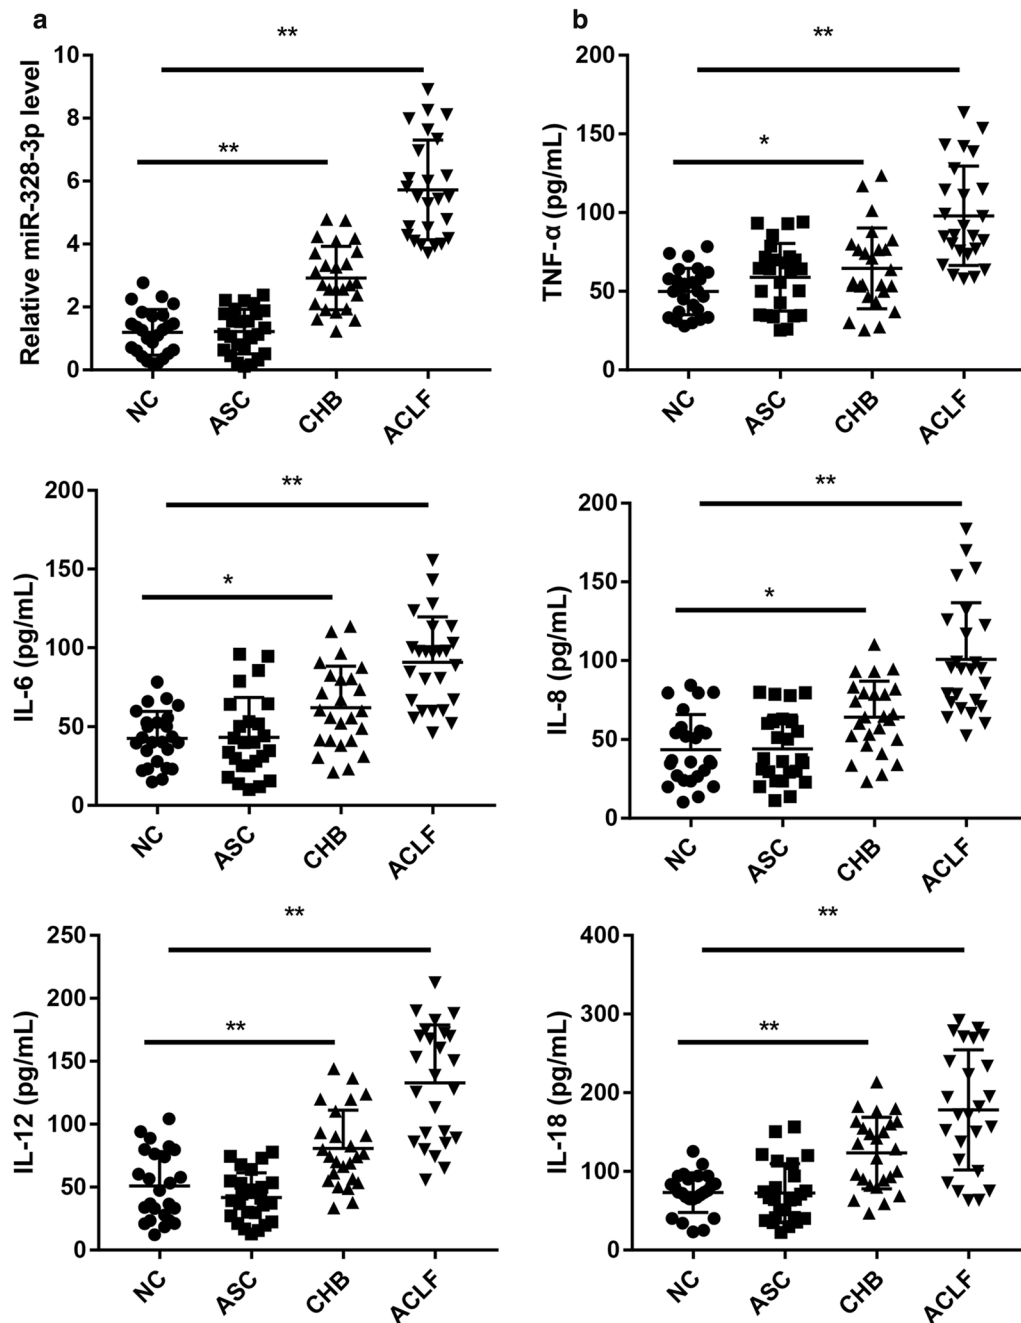 a
**
**
Relative miR-328-3p level
10
8
6
4
2
0
NC
ASC
CHB
ACLF
b
**
*
TNF-α (pg/mL)
200
150
100
50
0
NC
ASC
CHB
ACLF
**
*
IL-6 (pg/mL)
200
150
100
50
0
NC
ASC
CHB
ACLF
**
*
IL-8 (pg/mL)
200
150
100
50
0
NC
ASC
CHB
ACLF
**
**
IL-12 (pg/mL)
250
200
150
100
50
0
NC
ASC
CHB
ACLF
**
**
IL-18 (pg/mL)
400
300
200
100
0
NC
ASC
CHB
ACLF